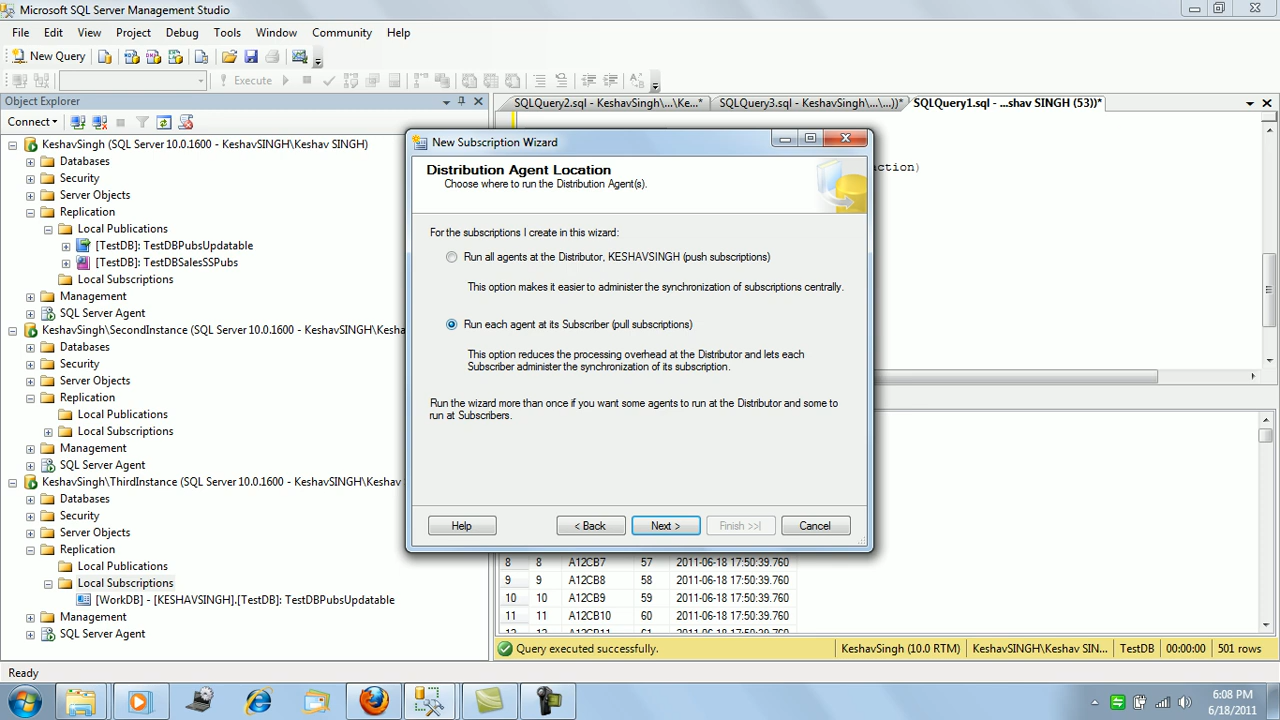 Microsoft SQL Server Management Studio
File Edit View Project Debug Tools Window Community Help
New Query
Execute
Object Explorer
SQLQuery2.sql - KeshavSingh\...\Ke...* SQLQuery3.sql - KeshavSingh\...\...))* SQLQuery1.sql - ...shav SINGH (53))*
Connect
KeshavSingh (SQL Server 10.0.1600 - KeshavSINGH\Keshav SINGH)
Databases
Security
Server Objects
Replication
Local Publications
[TestDB]: TestDBPubsUpdatable
[TestDB]: TestDBSalesSSPubs
Local Subscriptions
Management
SQL Server Agent
KeshavSingh\SecondInstance (SQL Server 10.0.1600 - KeshavSINGH\Kesha
Databases
Security
Server Objects
Replication
Local Publications
Local Subscriptions
Management
SQL Server Agent
KeshavSingh\ThirdInstance (SQL Server 10.0.1600 - KeshavSINGH\Keshav
Databases
Security
Server Objects
Replication
Local Publications
Local Subscriptions
[WorkDB] - [KESHAVSINGH].[TestDB]: TestDBPubsUpdatable
Management
SQL Server Agent
New Subscription Wizard
Distribution Agent Location
Choose where to run the Distribution Agent(s).
For the subscriptions I create in this wizard:
Run all agents at the Distributor, KESHAVSINGH (push subscriptions)
This option makes it easier to administer the synchronization of subscriptions centrally.
Run each agent at its Subscriber (pull subscriptions)
This option reduces the processing overhead at the Distributor and lets each
Subscriber administer the synchronization of its subscription.
Run the wizard more than once if you want some agents to run at the Distributor and some to
run at Subscribers.
Help < Back Next > Finish >>| Cancel
action)
8 8 A12CB7 57 2011-06-18 17:50:39.760
9 9 A12CB8 58 2011-06-18 17:50:39.760
10 10 A12CB9 59 2011-06-18 17:50:39.760
11 11 A12CB10 60 2011-06-18 17:50:39.760
12 12 A12CB11 61 2011-06-18 17:50:39.760
Query executed successfully. KeshavSingh (10.0 RTM) KeshavSINGH\Keshav SIN... TestDB 00:00:00 501 rows
Ready
6:08 PM
6/18/2011